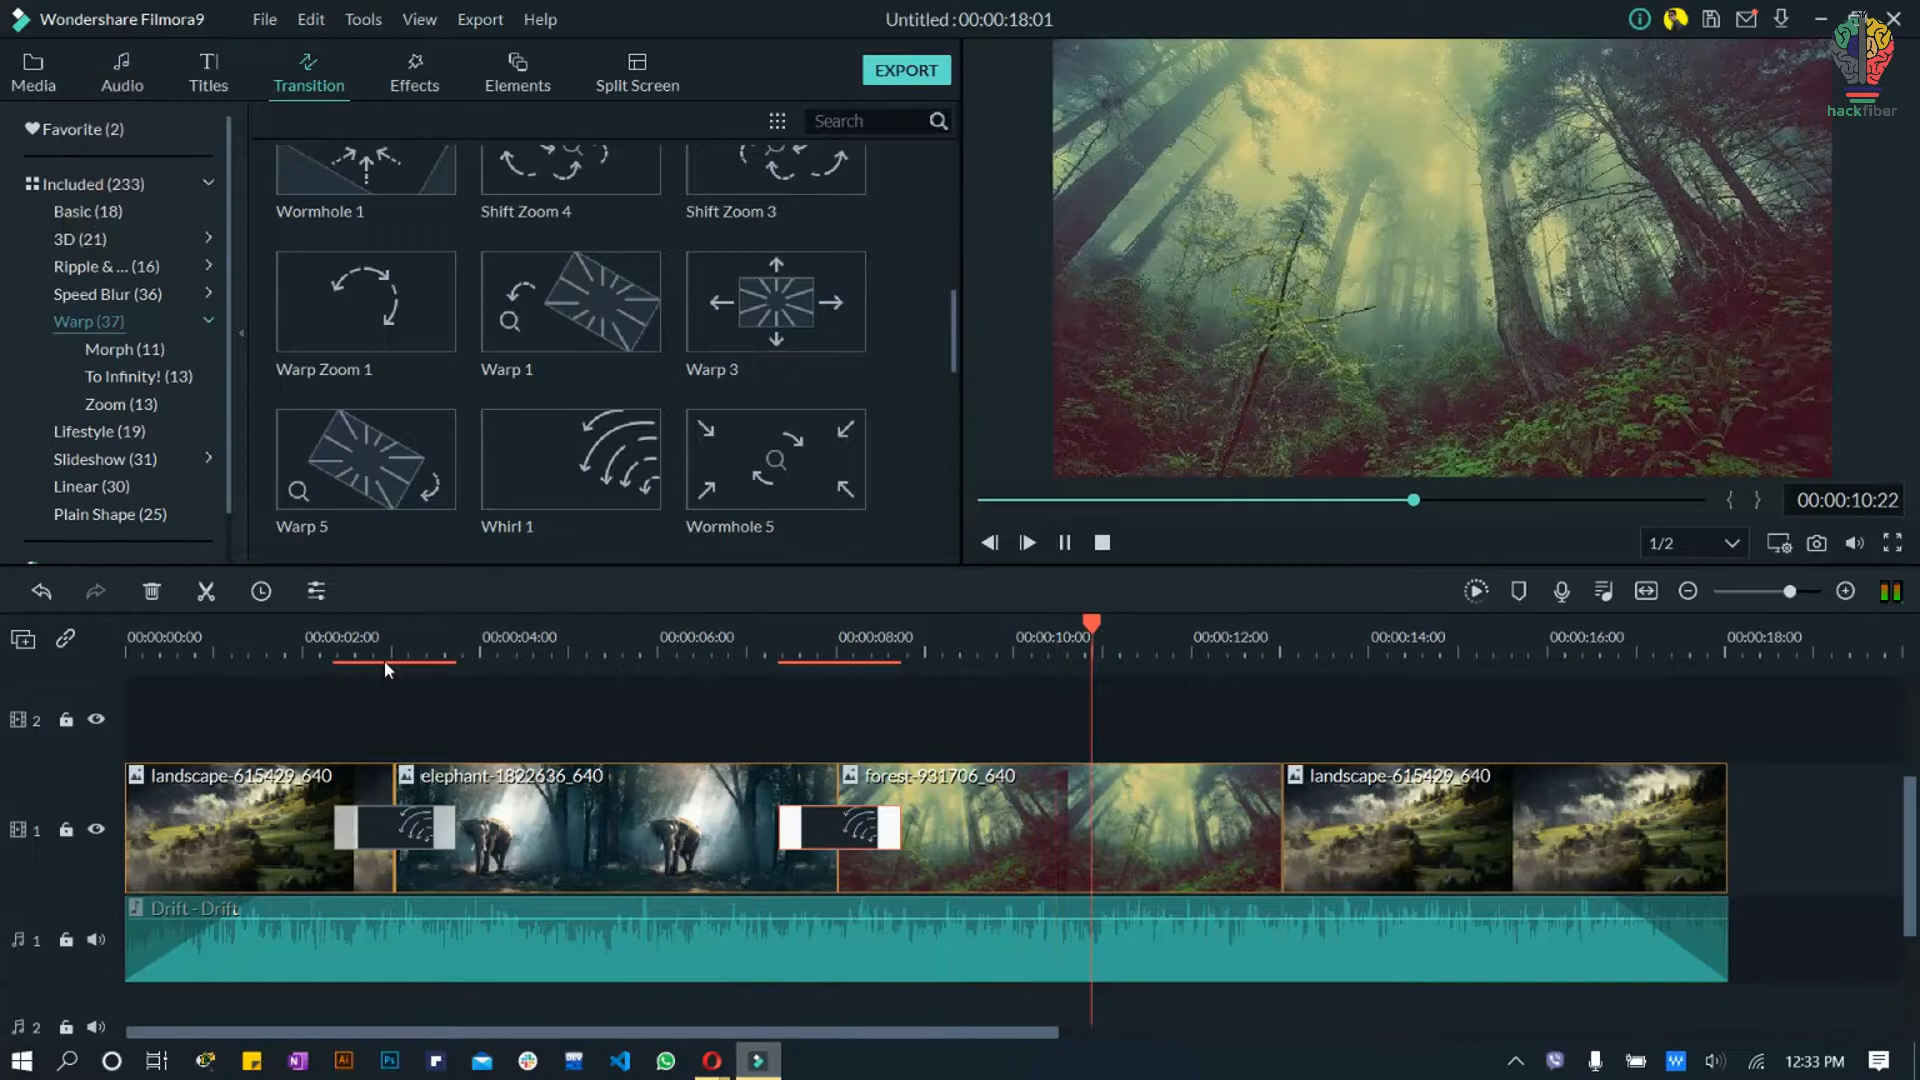 Wondershare Filmora9
File
Edit
Tools
View
Export
Help
Untitled : 00:00:18:01
hackfiber
Media
Audio
Titles
Transition
Effects
Elements
Split Screen
EXPORT
Favorite (2)
Included (233)
Basic (18)
3D (21)
Ripple & ... (16)
Speed Blur (36)
Warp (37)
Morph (11)
To Infinity! (13)
Zoom (13)
Lifestyle (19)
Slideshow (31)
Linear (30)
Plain Shape (25)
Search
Wormhole 1
Shift Zoom 4
Shift Zoom 3
Warp Zoom 1
Warp 1
Warp 3
Warp 5
Whirl 1
Wormhole 5
{ }
00:00:10:22
1/2
00:00:00:00
00:00:02:00
00:00:04:00
00:00:06:00
00:00:08:00
00:00:10:00
00:00:12:00
00:00:14:00
00:00:16:00
00:00:18:00
2
1
landscape-615429_640
elephant-1822636_640
forest-931706_640
landscape-615429_640
1
Drift - Drift
2
Ai
Ps
12:33 PM